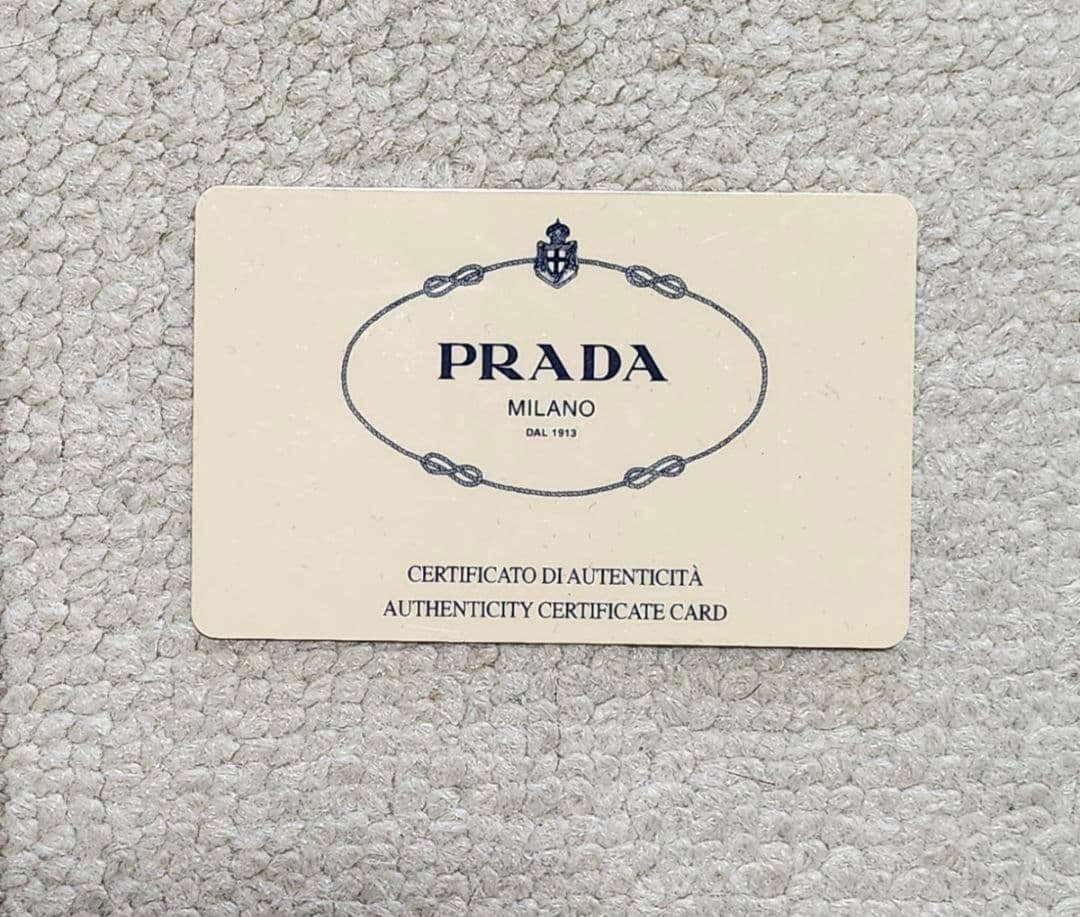 PRADA
MILANO
DAL 1913
CERTIFICATO DI AUTENTICITÀ
AUTHENTICITY CERTIFICATE CARD